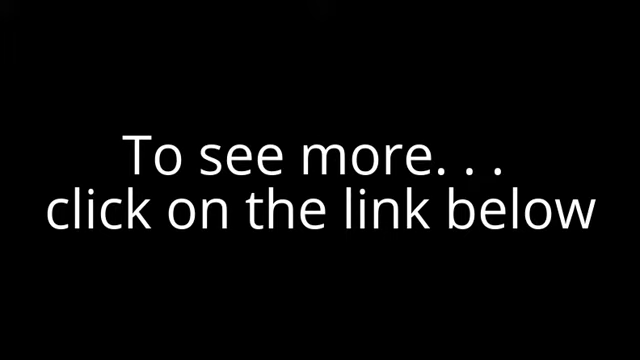 To see more. . .
click on the link below